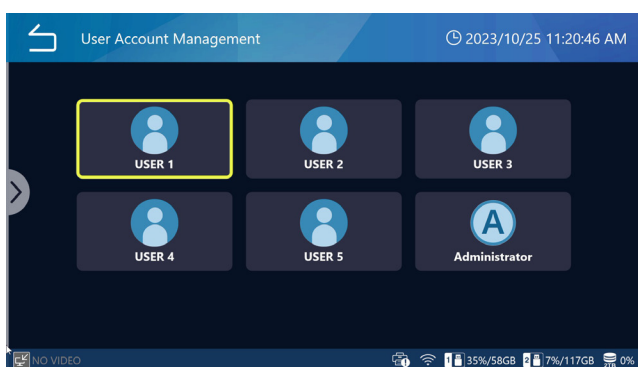 User Account Management
2023/10/25 11:20:46 AM
USER 1
USER 2
USER 3
USER 4
USER 5
A
Administrator
NO VIDEO
1 35%/58GB 2 7%/117GB 2TB 0%